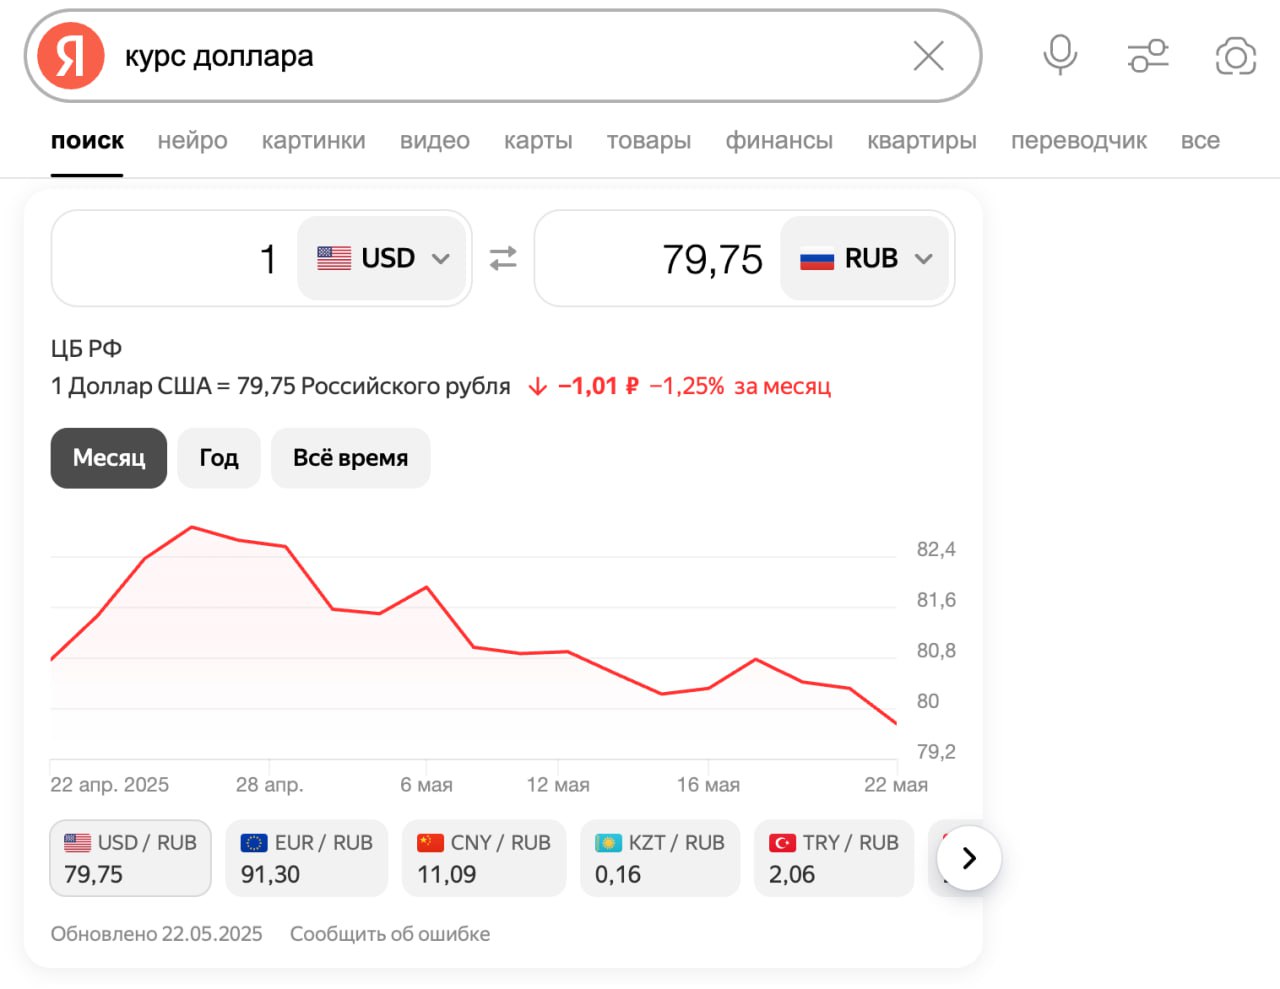 Я курс доллара
поиск нейро картинки видео карты товары финансы квартиры переводчик все
1 USD 79,75 RUB
ЦБ РФ
1 Доллар США = 79,75 Российского рубля ↓ −1,01 ₽ −1,25% за месяц
Месяц Год Всё время
82,4
81,6
80,8
80
79,2
22 апр. 2025 28 апр. 6 мая 12 мая 16 мая 22 мая
USD / RUB EUR / RUB CNY / RUB KZT / RUB TRY / RUB
79,75 91,30 11,09 0,16 2,06
Обновлено 22.05.2025 Сообщить об ошибке